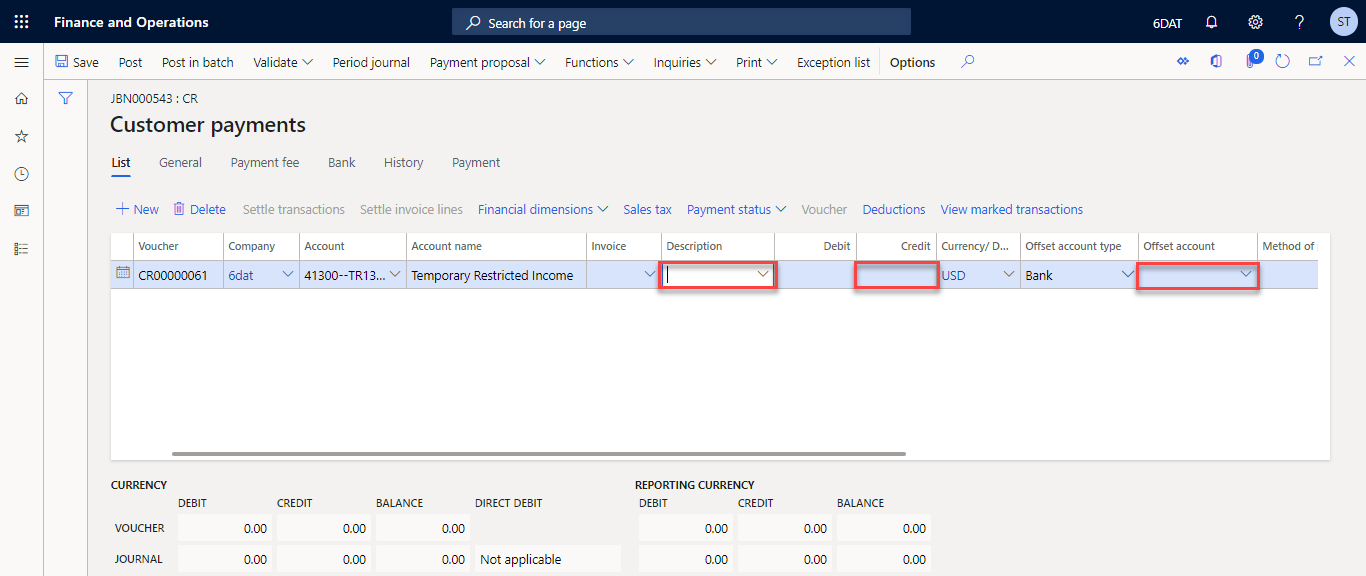 Finance and Operations Search for a page 6DAT ? ST
Save Post Post in batch Validate Period journal Payment proposal Functions Inquiries Print Exception list Options 0
JBN000543 : CR
Customer payments
List General Payment fee Bank History Payment
+ New Delete Settle transactions Settle invoice lines Financial dimensions Sales tax Payment status Voucher Deductions View marked transactions
Voucher Company Account Account name Invoice Description Debit Credit Currency/ D... Offset account type Offset account Method of
CR00000061 6dat 41300--TR13... Temporary Restricted Income USD Bank
CURRENCY REPORTING CURRENCY
DEBIT CREDIT BALANCE DIRECT DEBIT DEBIT CREDIT BALANCE
VOUCHER 0.00 0.00 0.00 0.00 0.00 0.00
JOURNAL 0.00 0.00 0.00 Not applicable 0.00 0.00 0.00